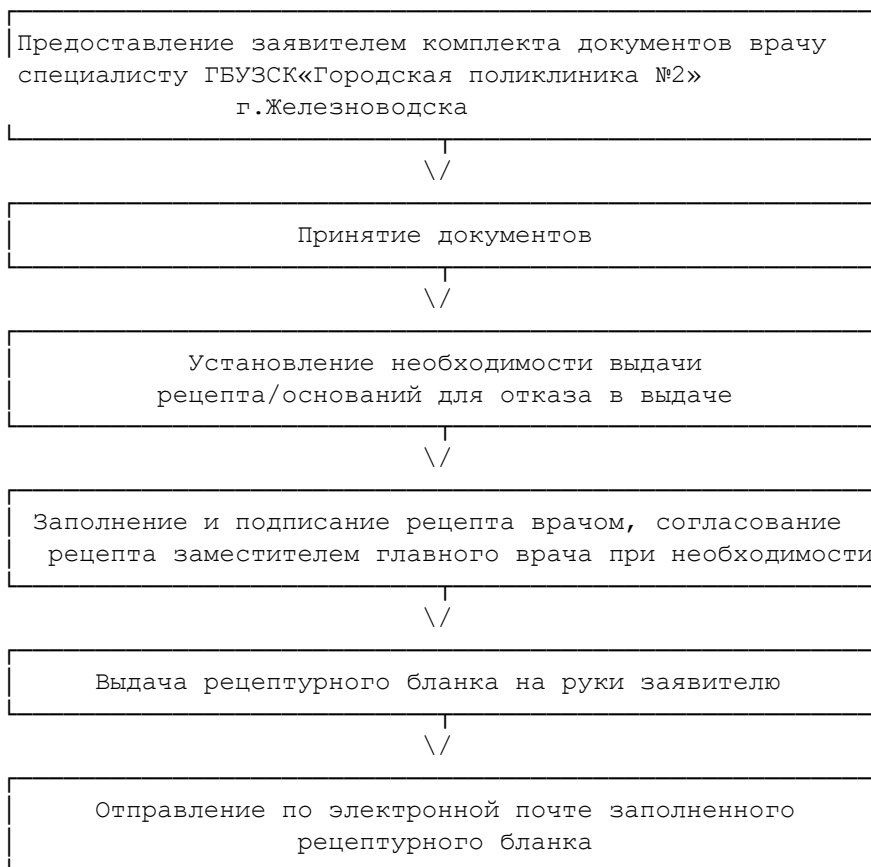 Предоставление заявителем комплекта документов врачу
специалисту ГБУЗСК«Городская поликлиника №2»
г.Железноводска
\/
Принятие документов
\/
Установление необходимости выдачи
рецепта/оснований для отказа в выдаче
\/
Заполнение и подписание рецепта врачом, согласование
рецепта заместителем главного врача при необходимости
\/
Выдача рецептурного бланка на руки заявителю
\/
Отправление по электронной почте заполненного
рецептурного бланка